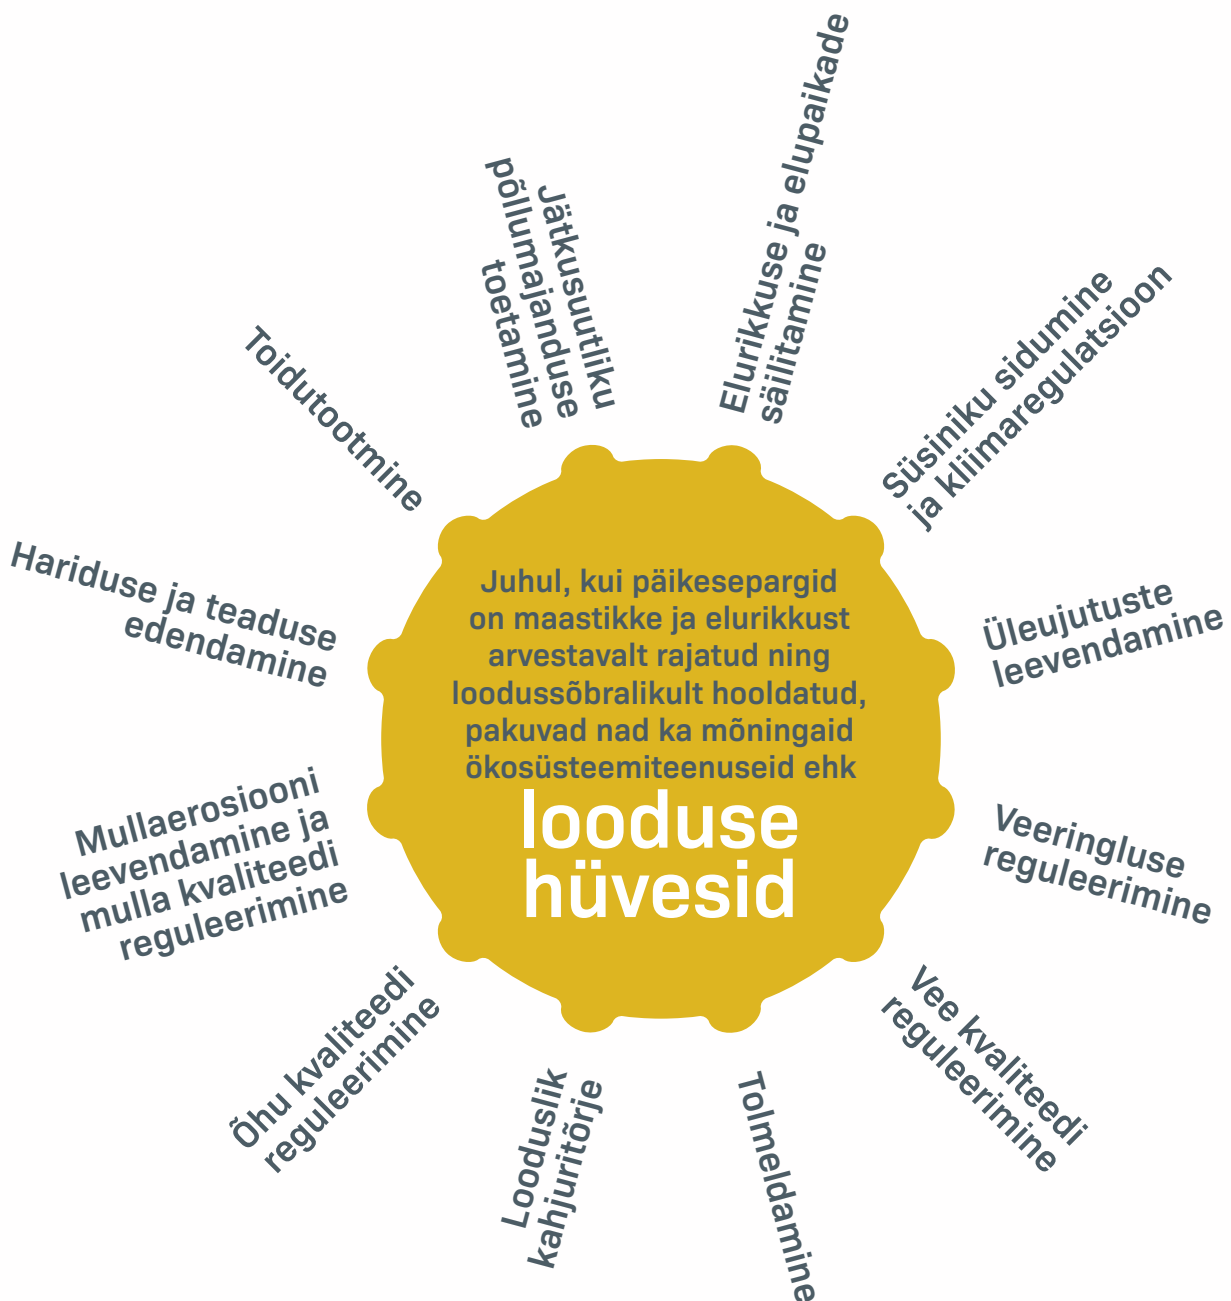 Elurikkuse ja elupaikade
säilitamine
Süsiniku sidumine
ja kliimaregulatsioon
Üleujutuste
leevendamine
Veeringluse
reguleerimine
Vee kvaliteedi
reguleerimine
Tolmeldamine
Looduslik
kahjuritõrje
Õhu kvaliteedi
reguleerimine
Mullaerosiooni
leevendamine ja
mulla kvaliteedi
reguleerimine
Hariduse ja teaduse
edendamine
Toidutootmine
Jätkusuutliku
põllumajanduse
toetamine
Juhul, kui päikesepargid
on maastikke ja elurikkust
arvestavalt rajatud ning
loodussõbralikult hooldatud,
pakuvad nad ka mõningaid
ökosüsteemiteenuseid ehk
looduse
hüvesid